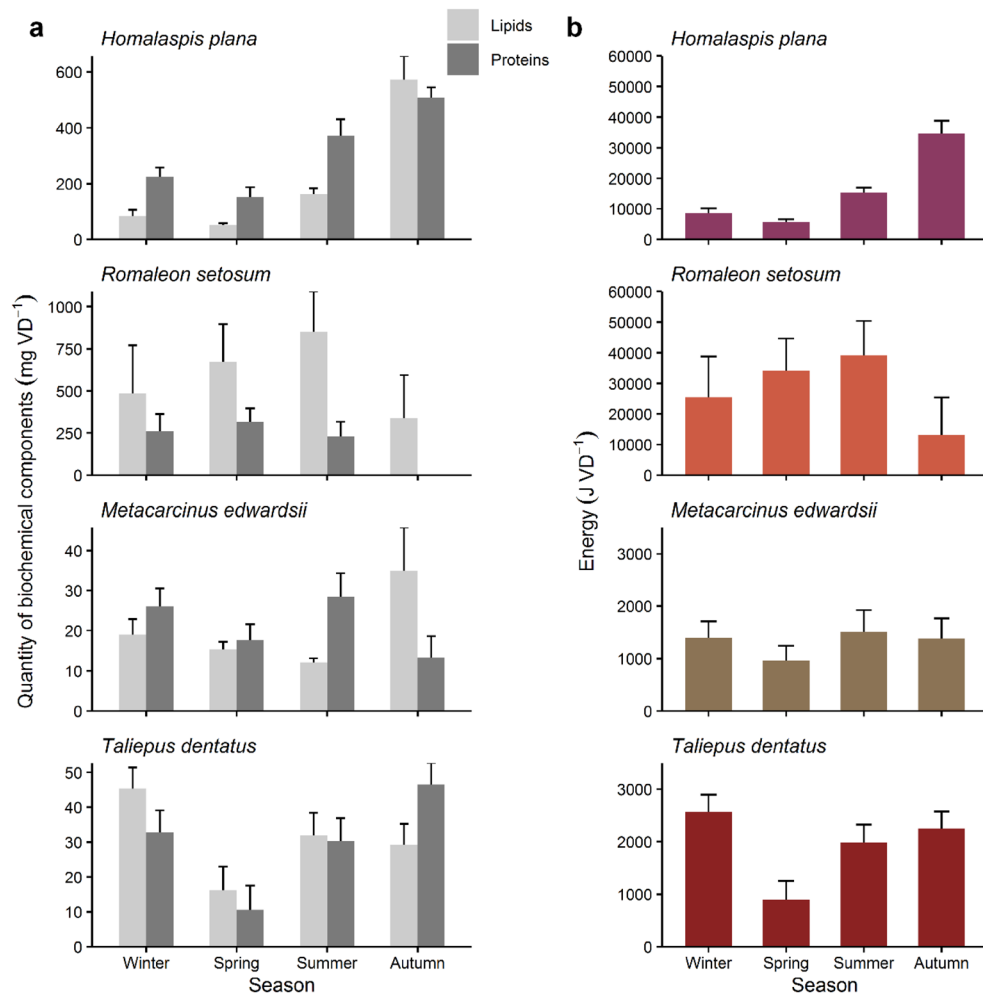 a
Homalaspis plana
Lipids
Proteins
600
400
200
0
Romaleon setosum
1000
750
500
250
0
Metacarcinus edwardsii
40
30
20
10
0
Taliepus dentatus
50
40
30
20
10
0
Winter Spring Summer Autumn
Season
Quantity of biochemical components (mg VD⁻¹)
b
Homalaspis plana
60000
50000
40000
30000
20000
10000
0
Romaleon setosum
60000
50000
40000
30000
20000
10000
0
Metacarcinus edwardsii
3000
2000
1000
0
Taliepus dentatus
3000
2000
1000
0
Winter Spring Summer Autumn
Season
Energy (J VD⁻¹)